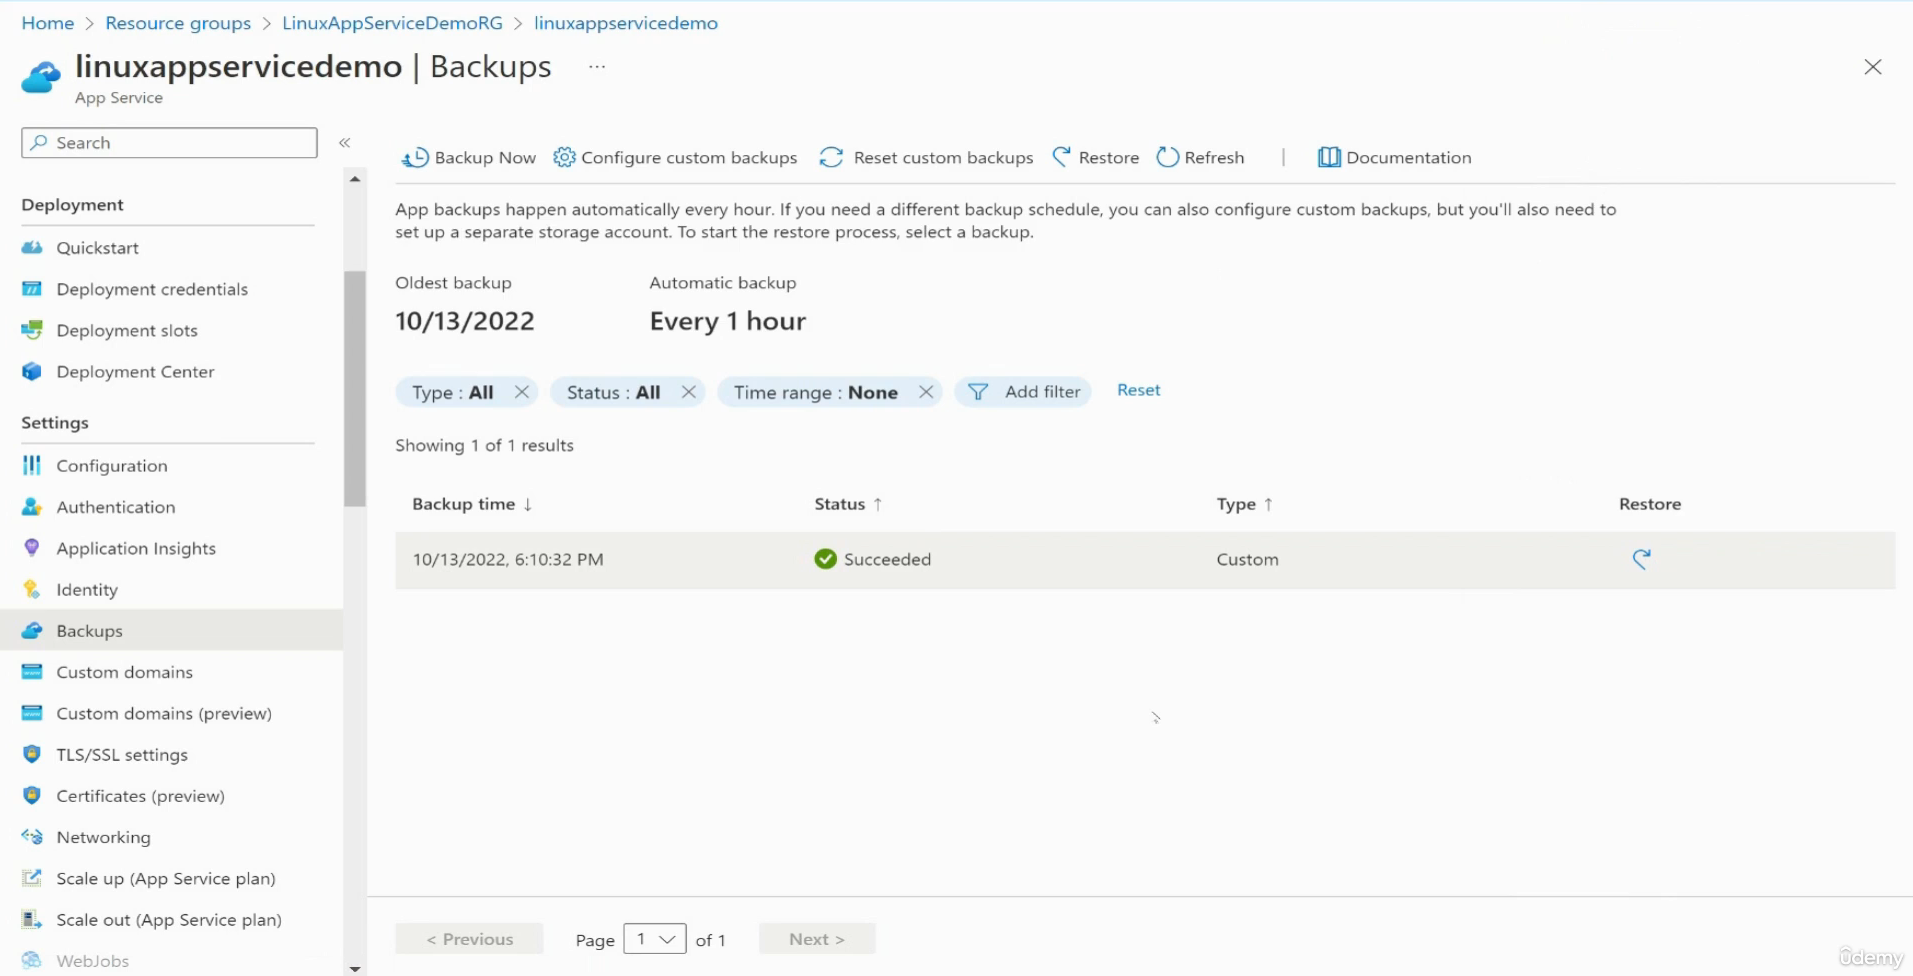 Home > Resource groups > LinuxAppServiceDemoRG > linuxappservicedemo
linuxappservicedemo | Backups ...
App Service
Search «
Backup Now Configure custom backups Reset custom backups Restore Refresh | Documentation
App backups happen automatically every hour. If you need a different backup schedule, you can also configure custom backups, but you'll also need to
set up a separate storage account. To start the restore process, select a backup.
Oldest backup Automatic backup
10/13/2022 Every 1 hour
Type : All Status : All Time range : None Add filter Reset
Showing 1 of 1 results
Backup time ↓ Status ↑ Type ↑ Restore
10/13/2022, 6:10:32 PM Succeeded Custom
< Previous Page 1 of 1 Next >
Deployment
Quickstart
Deployment credentials
Deployment slots
Deployment Center
Settings
Configuration
Authentication
Application Insights
Identity
Backups
Custom domains
Custom domains (preview)
TLS/SSL settings
Certificates (preview)
Networking
Scale up (App Service plan)
Scale out (App Service plan)
WebJobs
ûdemy